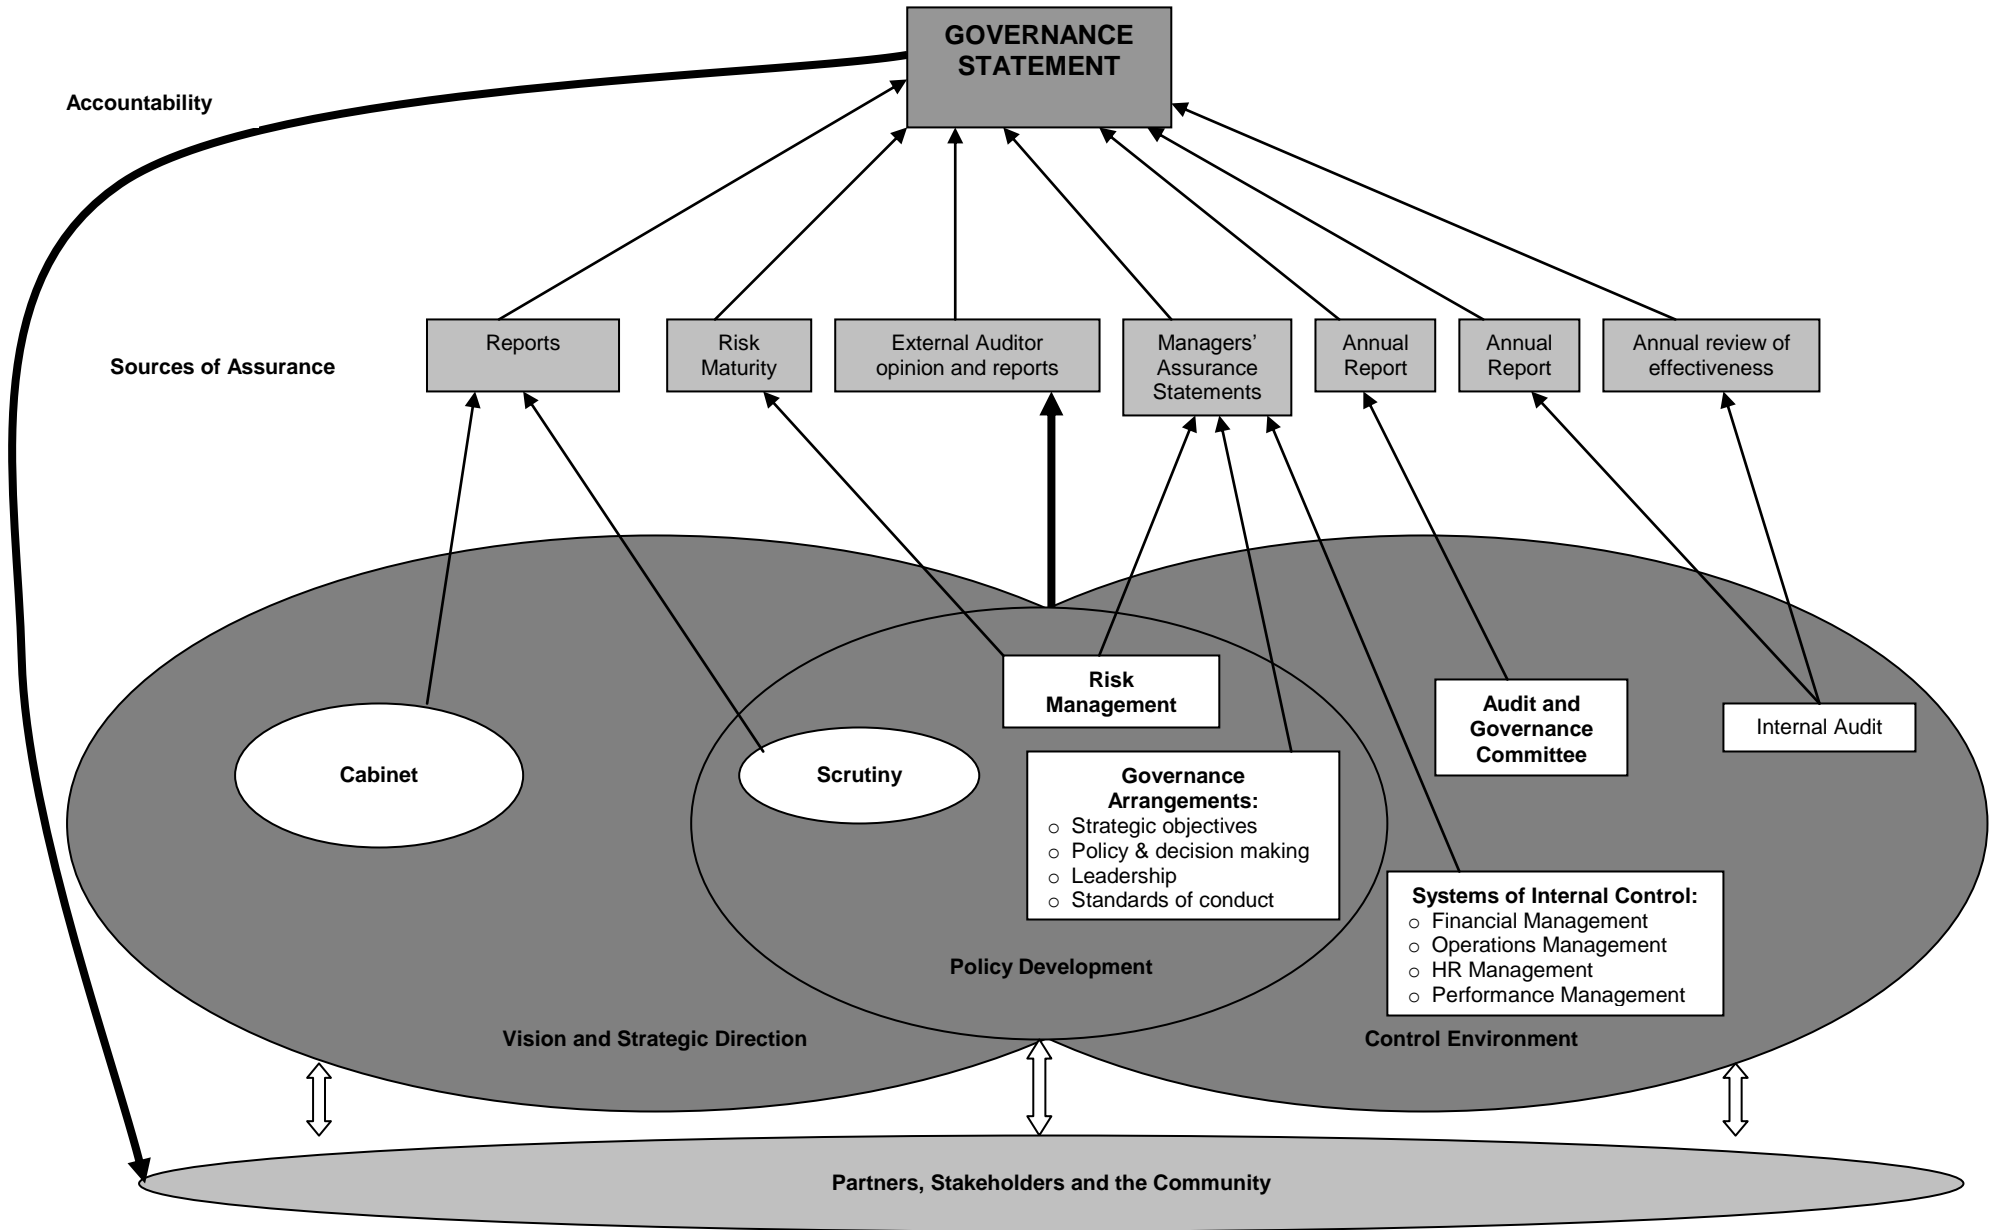 GOVERNANCE
STATEMENT
Accountability
Sources of Assurance
Reports
Risk
Maturity
External Auditor
opinion and reports
Managers’
Assurance
Statements
Annual
Report
Annual
Report
Annual review of
effectiveness
Cabinet
Scrutiny
Risk
Management
Governance
Arrangements:
○ Strategic objectives
○ Policy & decision making
○ Leadership
○ Standards of conduct
Audit and
Governance
Committee
Internal Audit
Systems of Internal Control:
○ Financial Management
○ Operations Management
○ HR Management
○ Performance Management
Policy Development
Vision and Strategic Direction
Control Environment
Partners, Stakeholders and the Community